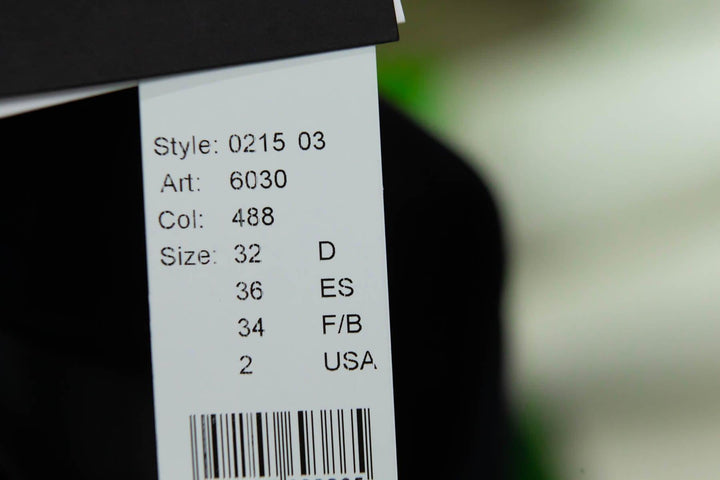 Style: 0215 03
Art: 6030
Col: 488
Size: 32 D
36 ES
34 F/B
2 USA